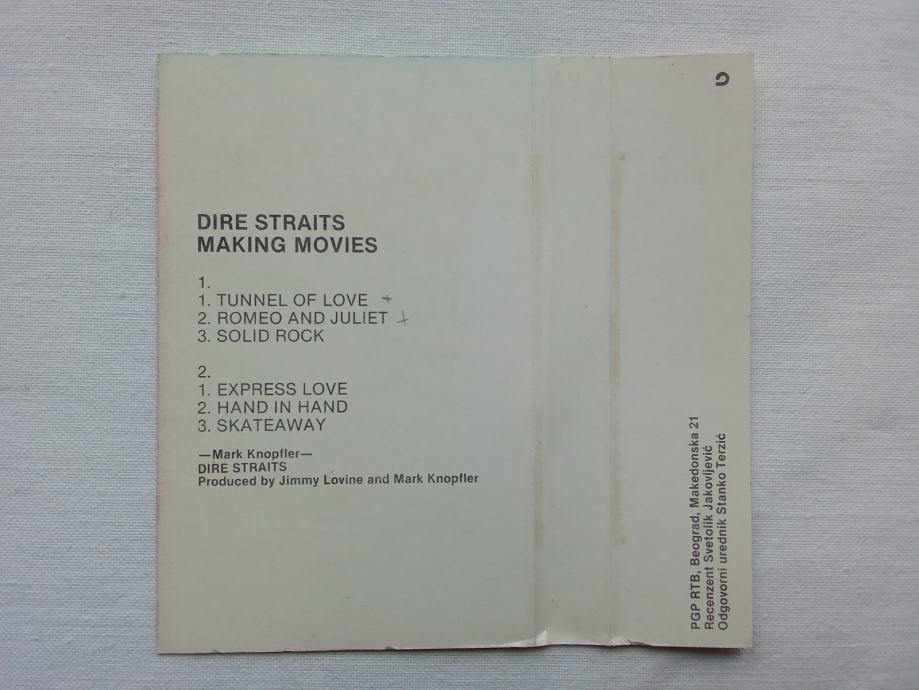 DIRE STRAITS
MAKING MOVIES
1.
1. TUNNEL OF LOVE +
2. ROMEO AND JULIET +
3. SOLID ROCK
2.
1. EXPRESS LOVE
2. HAND IN HAND
3. SKATEAWAY
—Mark Knopfler—
DIRE STRAITS
Produced by Jimmy Lovine and Mark Knopfler
PGP RTB, Beograd, Makedonska 21
Recenzent Svetolik Jakovljević
Odgovorni urednik Stanko Terzić